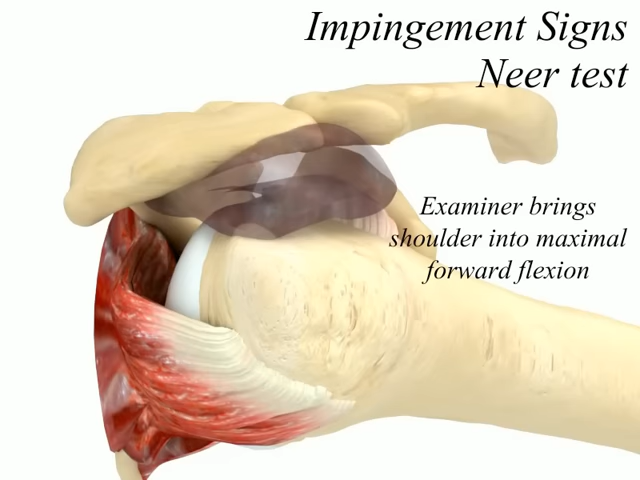 Impingement Signs
Neer test
Examiner brings
shoulder into maximal
forward flexion